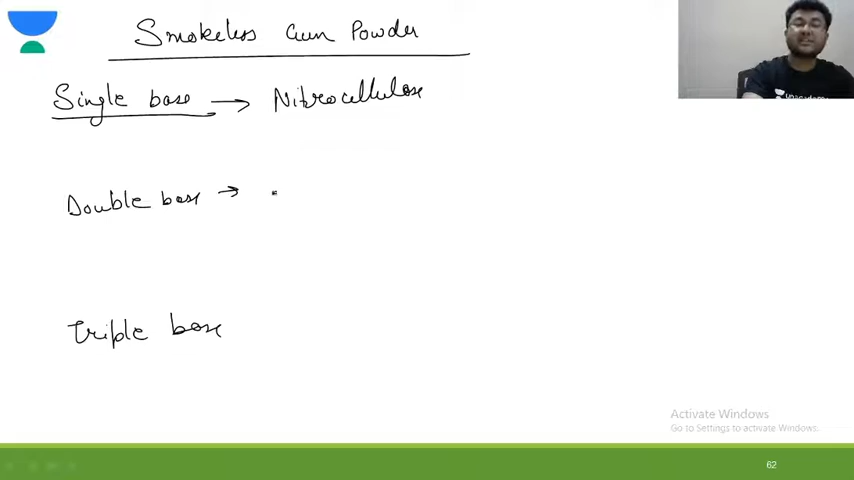 Smokeless Gun Powder
Single base → Nitrocellulose
Double base →
Triple base
Activate Windows
Go to Settings to activate Windows.
62